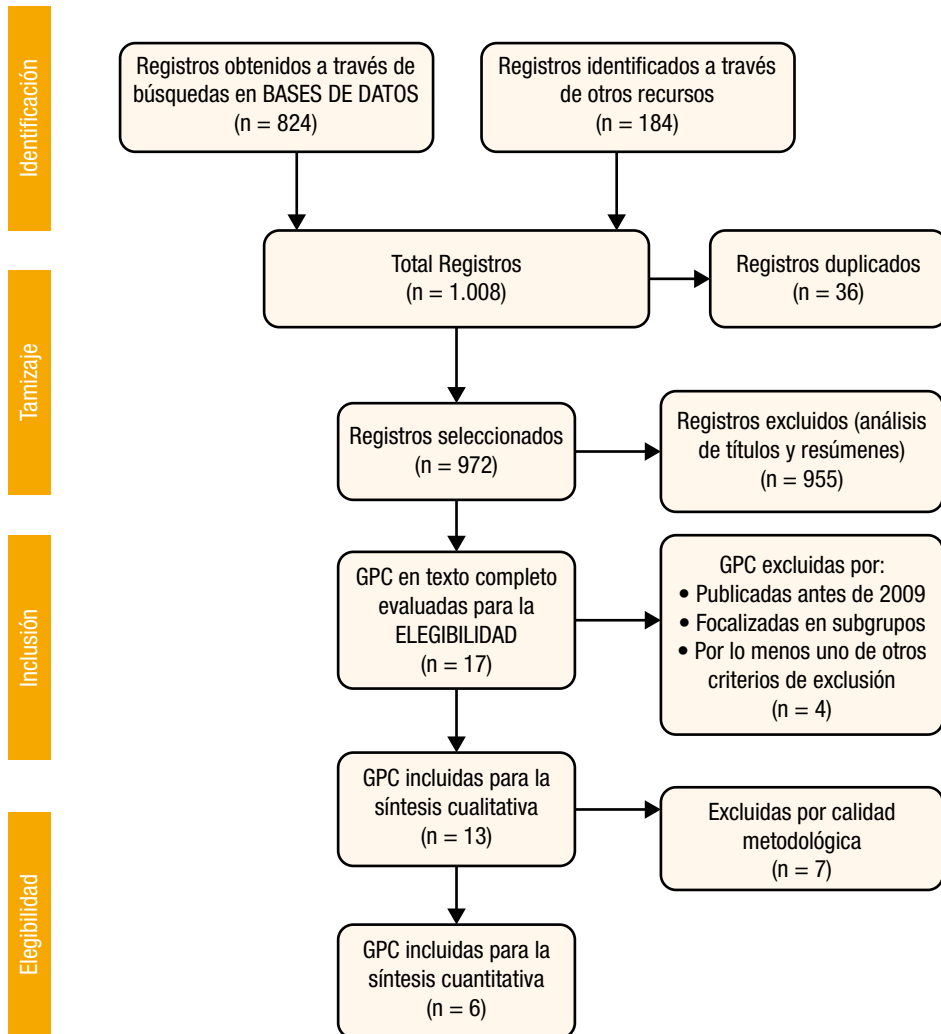 Identificación
Registros obtenidos a través de
búsquedas en BASES DE DATOS
(n = 824)
Registros identificados a través
de otros recursos
(n = 184)
Total Registros
(n = 1.008)
Registros duplicados
(n = 36)
Tamizaje
Registros seleccionados
(n = 972)
Registros excluidos (análisis
de títulos y resúmenes)
(n = 955)
Inclusión
GPC en texto completo
evaluadas para la
ELEGIBILIDAD
(n = 17)
GPC excluidas por:
• Publicadas antes de 2009
• Focalizadas en subgrupos
• Por lo menos uno de otros
criterios de exclusión
(n = 4)
GPC incluidas para la
síntesis cualitativa
(n = 13)
Excluidas por calidad
metodológica
(n = 7)
Elegibilidad
GPC incluidas para la
síntesis cuantitativa
(n = 6)